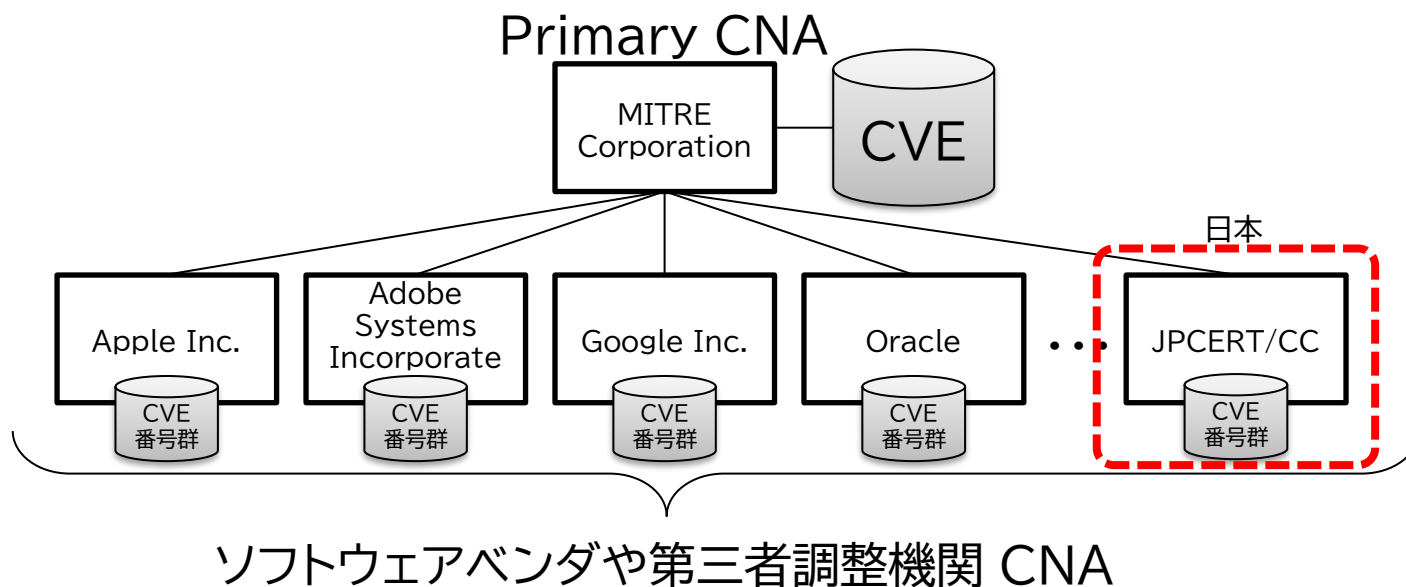 Primary CNA
MITRE
Corporation
CVE
日本
Apple Inc.
Adobe
Systems
Incorporate
Google Inc.
Oracle
・・・
JPCERT/CC
CVE
番号群
CVE
番号群
CVE
番号群
CVE
番号群
CVE
番号群
ソフトウェアベンダや第三者調整機関 CNA